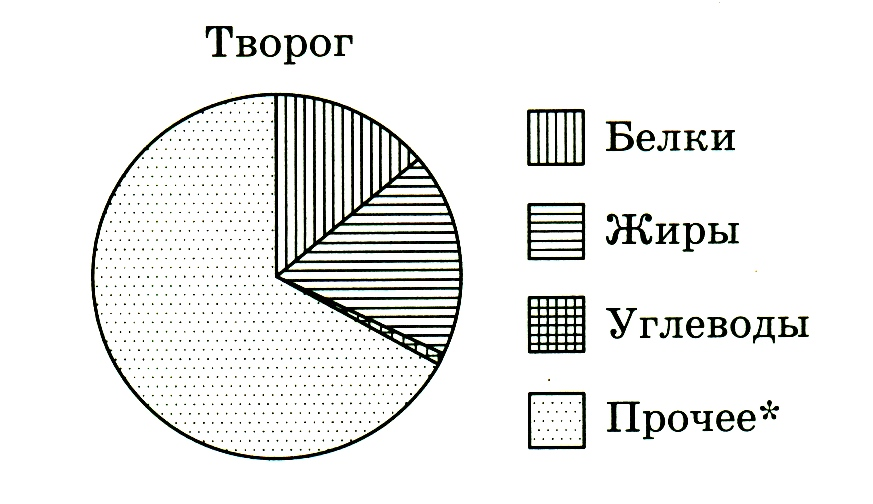 Творог
Белки
Жиры
Углеводы
Прочее*